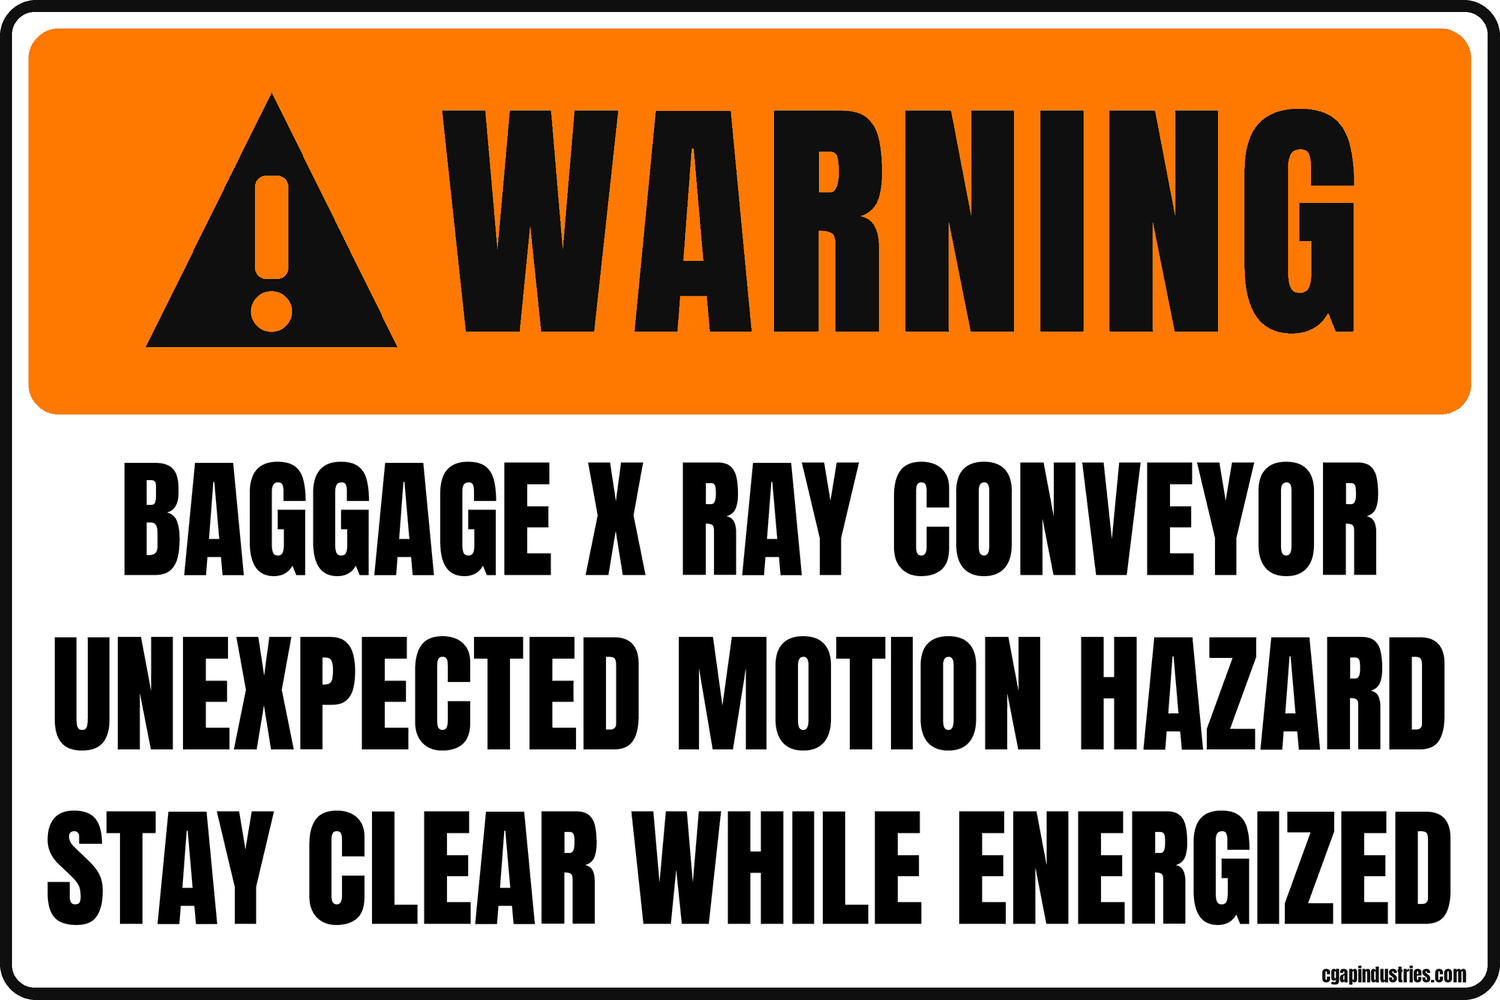 WARNING
BAGGAGE X RAY CONVEYOR
UNEXPECTED MOTION HAZARD
STAY CLEAR WHILE ENERGIZED
cgapindustries.com